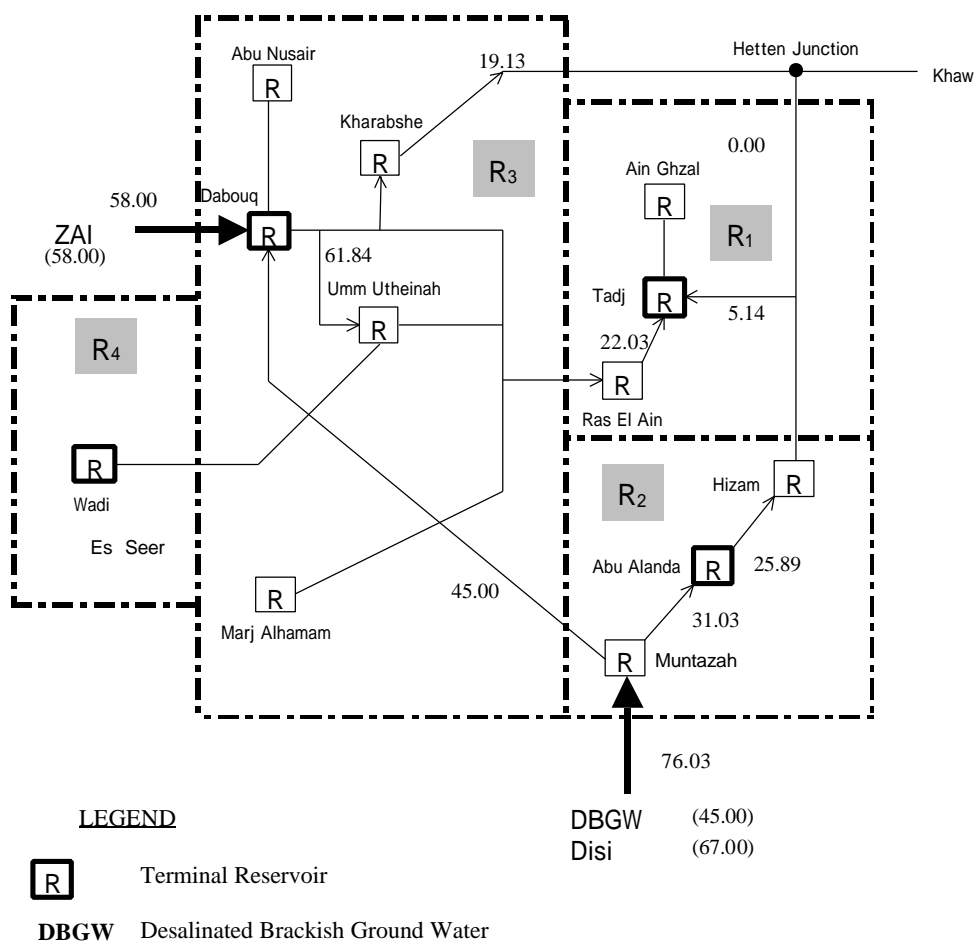 Abu Nusair
R
19.13
Hetten Junction
Khaw
Kharabshe
R
R3
0.00
Ain Ghzal
R
R1
58.00
Dabouq
R
ZAI
(58.00)
61.84
Umm Utheinah
R
Tadj
R
5.14
22.03
R
Ras El Ain
R4
R
Wadi
Es Seer
R2
Hizam
R
Abu Alanda
R
25.89
R
Marj Alhamam
45.00
31.03
R
Muntazah
76.03
DBGW (45.00)
Disi (67.00)
LEGEND
R Terminal Reservoir
DBGW Desalinated Brackish Ground Water